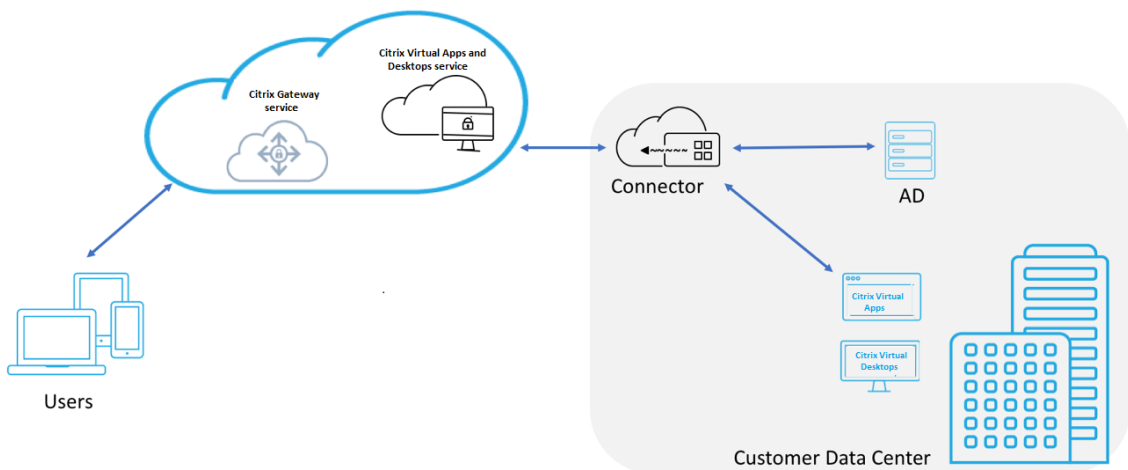 Citrix Virtual Apps and
Desktops service
Citrix Gateway
service
Connector
AD
Citrix Virtual
Apps
Citrix Virtual
Desktops
Users
Customer Data Center